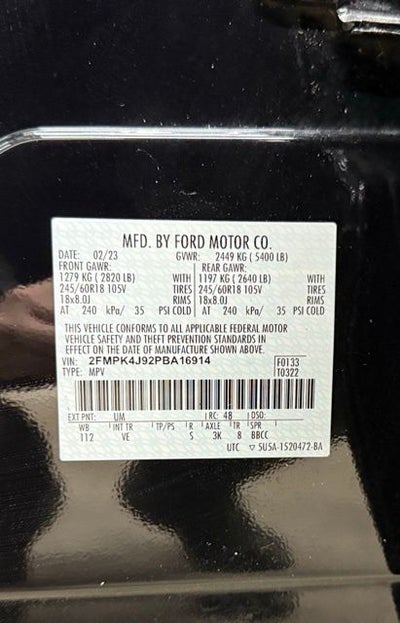 MFD. BY FORD MOTOR CO.
DATE: 02/23 GVWR: 2449 KG ( 5400 LB)
FRONT GAWR: REAR GAWR:
1279 KG ( 2820 LB) WITH 1197 KG ( 2640 LB) WITH
245/60R18 105V TIRES 245/60R18 105V TIRES
18x8.0J RIMS 18x8.0J RIMS
AT 240 kPa/ 35 PSI COLD AT 240 kPa/ 35 PSI COLD
THIS VEHICLE CONFORMS TO ALL APPLICABLE FEDERAL MOTOR
VEHICLE SAFETY AND THEFT PREVENTION STANDARDS IN
EFFECT ON THE DATE OF MANUFACTURE SHOWN ABOVE.
VIN: 2FMPK4J92PBA16914 F0133
TYPE: MPV T0322
EXT PNT: UM RC: 48 DSO:
WB INT TR TP/PS R AXLE TR SPR
112 VE S 3K 8 BBCC
UTC 5U5A-1520472-BA